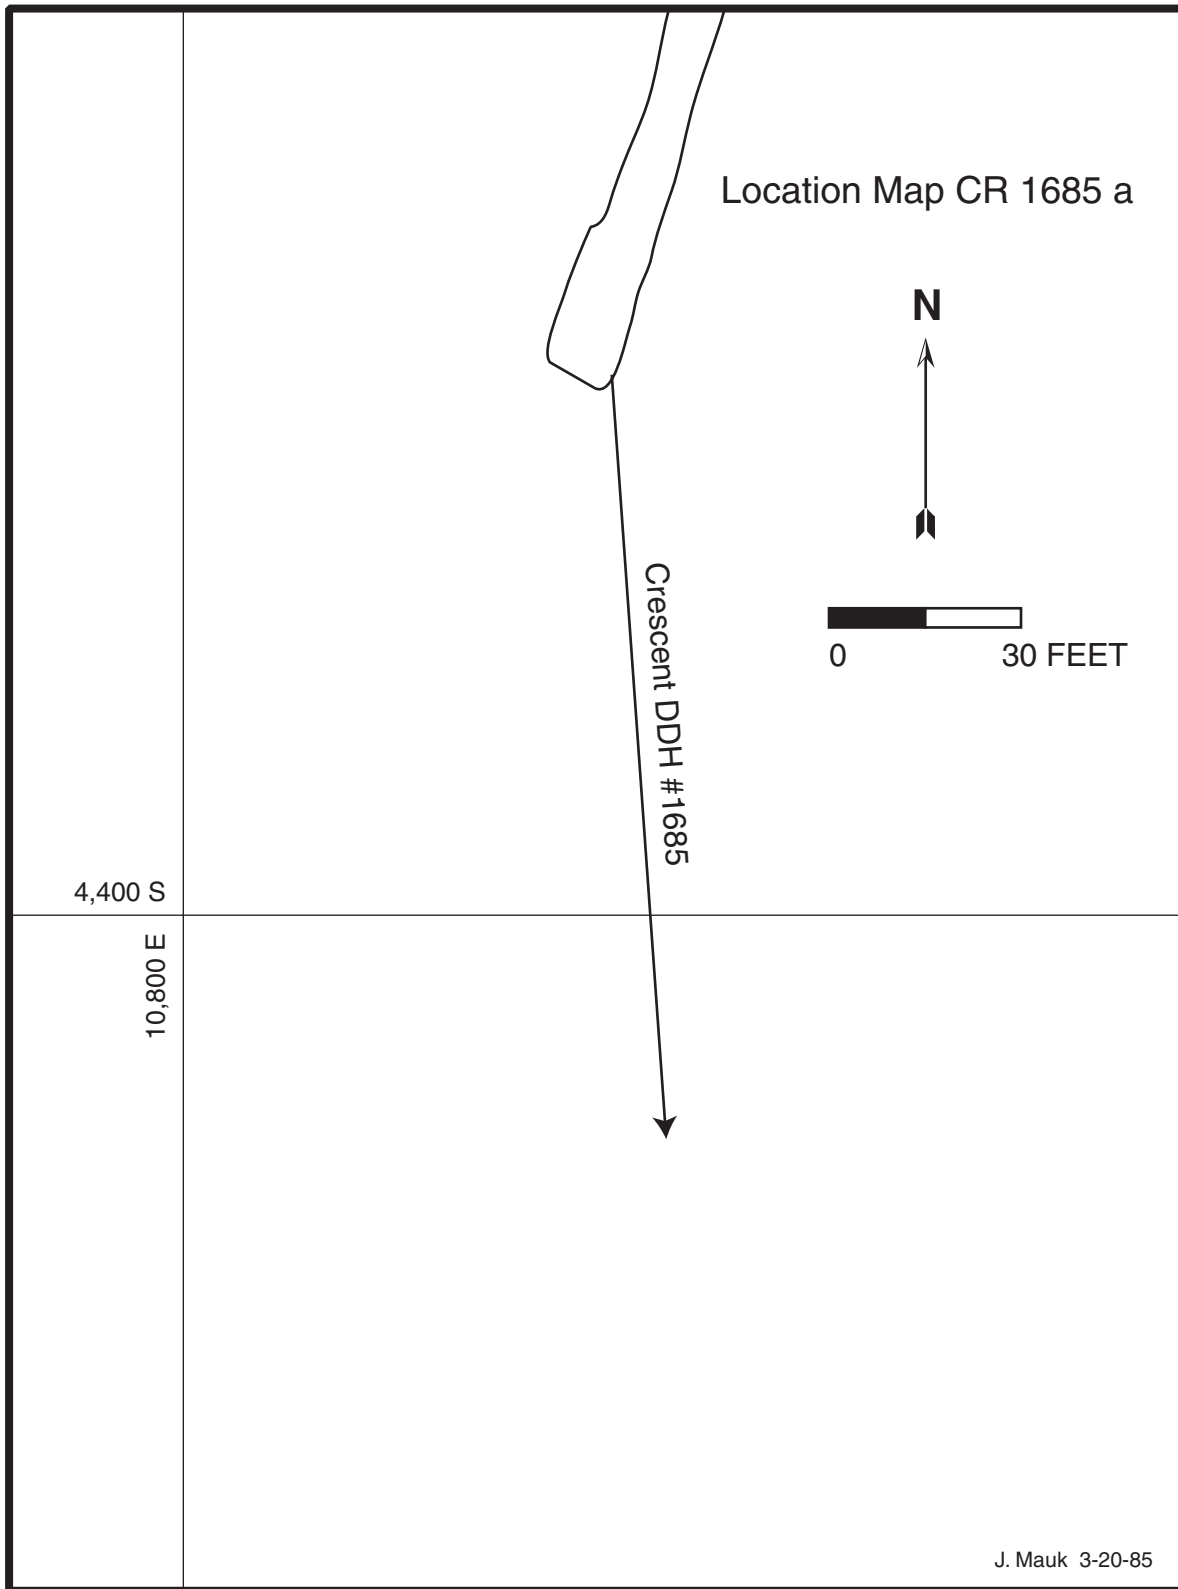 Location Map CR 1685 a
N
0 30 FEET
Crescent DDH #1685
4,400 S
10,800 E
J. Mauk 3-20-85